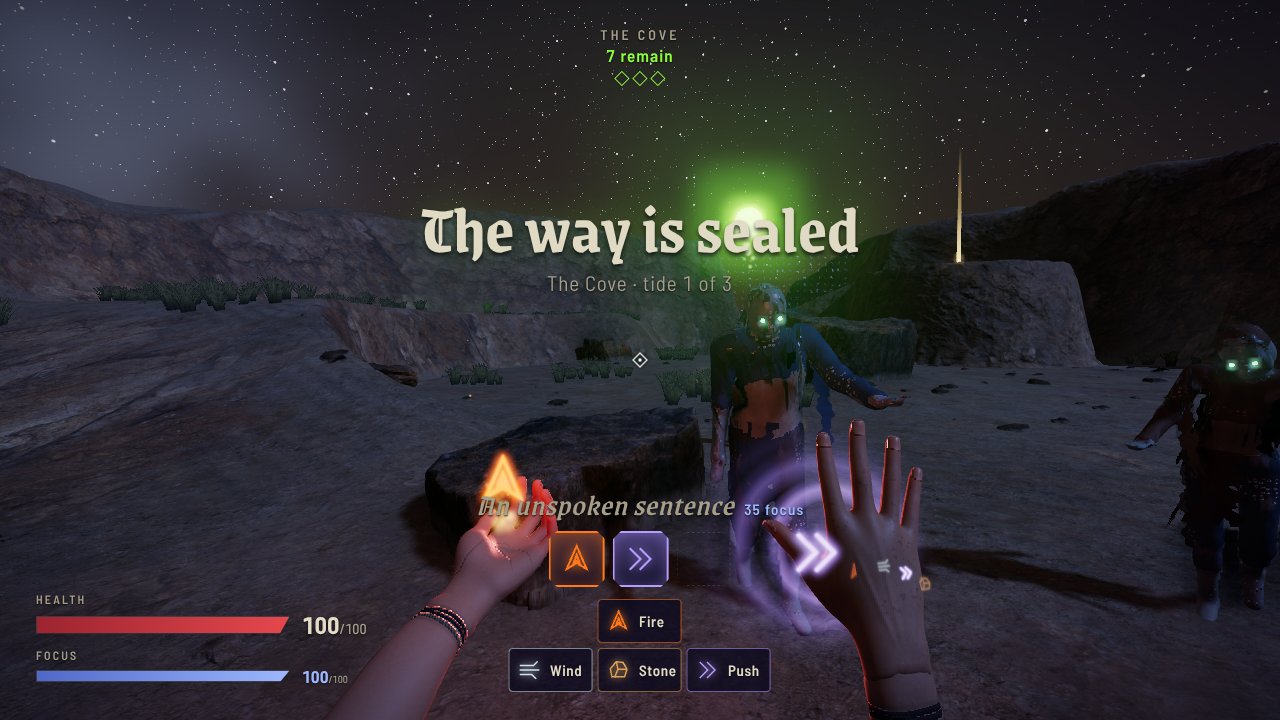 THE COVE
7 remain
The way is sealed
The Cove · tide 1 of 3
An unspoken sentence 35 focus
Fire
Wind
Stone
Push
HEALTH
100/100
FOCUS
100/100